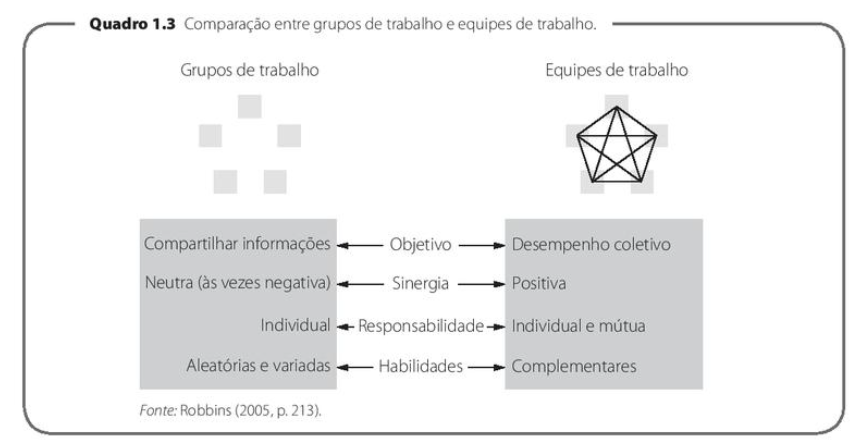 Quadro 1.3 Comparação entre grupos de trabalho e equipes de trabalho.
Grupos de trabalho Equipes de trabalho
Compartilhar informações Objetivo Desempenho coletivo
Neutra (às vezes negativa) Sinergia Positiva
Individual Responsabilidade Individual e mútua
Aleatórias e variadas Habilidades Complementares
Fonte: Robbins (2005, p. 213).